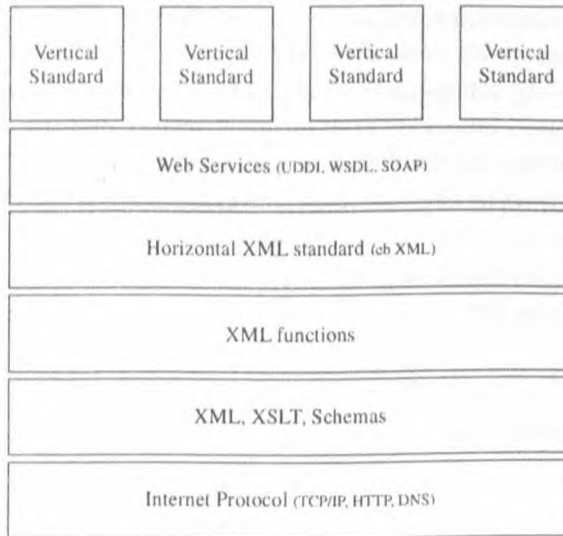 Vertical Standard
Vertical Standard
Vertical Standard
Vertical Standard
Web Services (UDDI, WSDL, SOAP)
Horizontal XML standard (eb XML)
XML functions
XML, XSLT, Schemas
Internet Protocol (TCP/IP, HTTP, DNS)